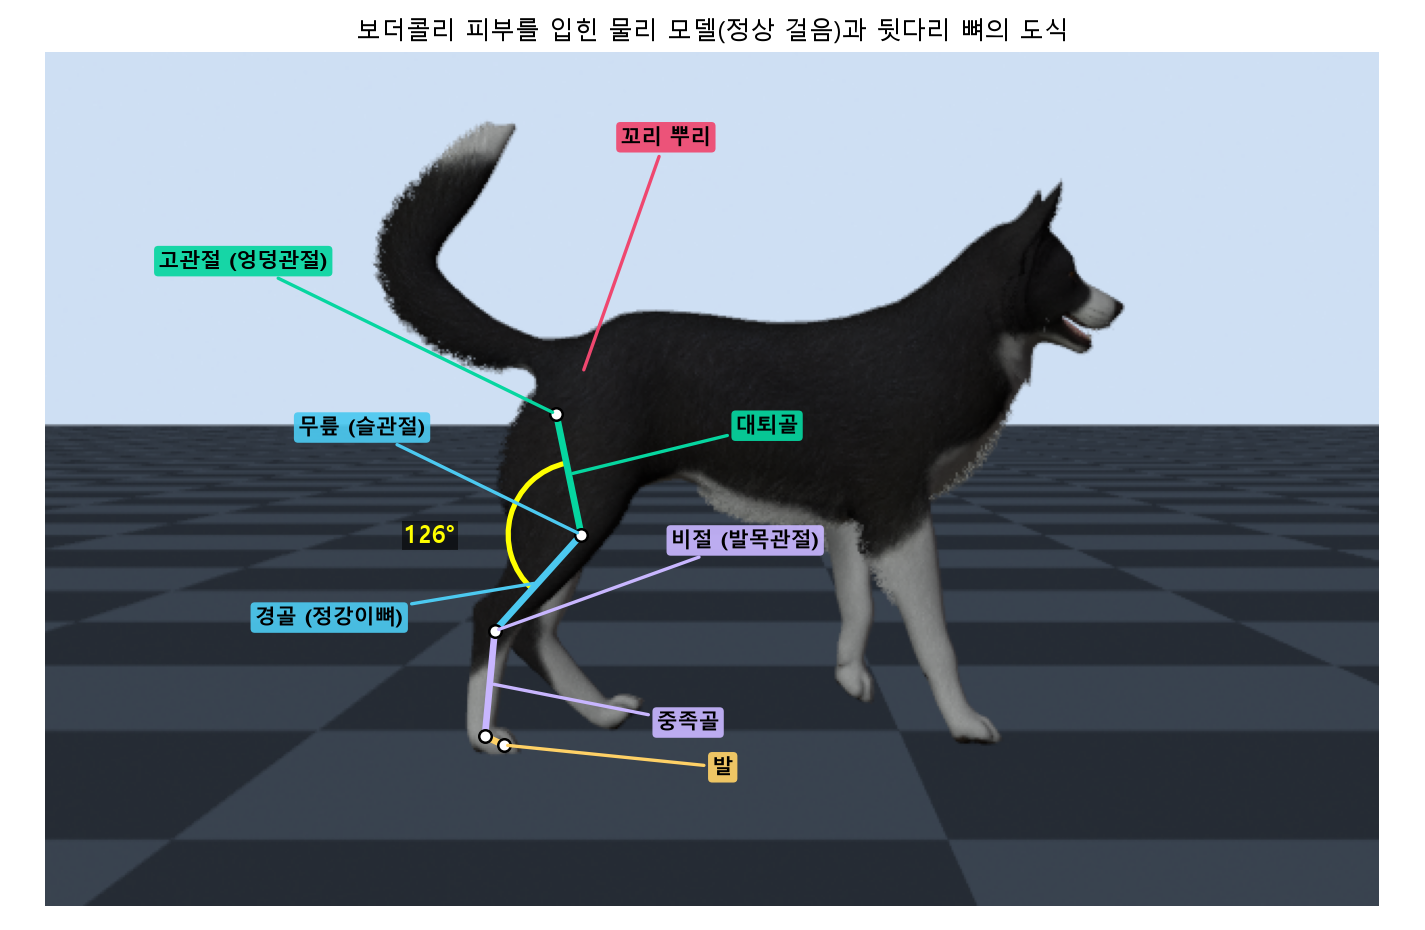 보더콜리 피부를 입힌 물리 모델(정상 걸음)과 뒷다리 뼈의 도식
꼬리 뿌리
고관절 (엉덩관절)
무릎 (슬관절)
대퇴골
126°
비절 (발목관절)
경골 (정강이뼈)
중족골
발